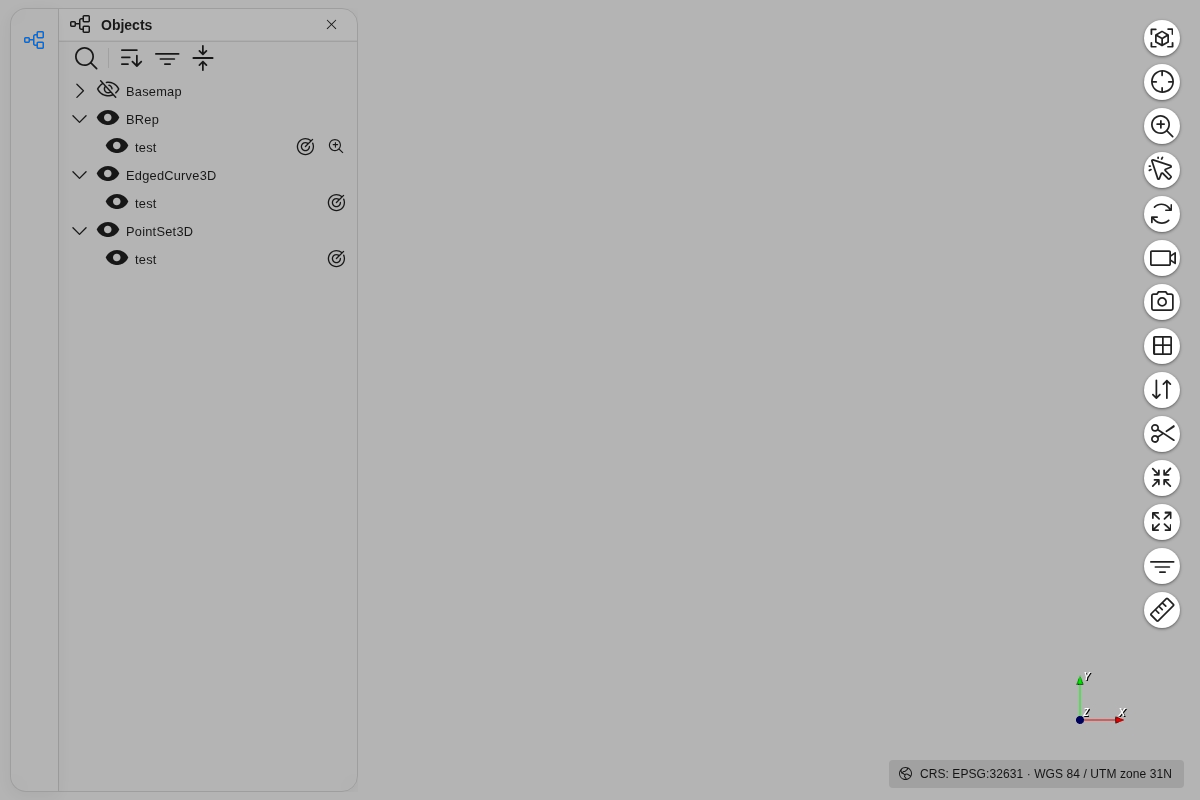 Objects
Basemap
BRep
test
EdgedCurve3D
test
PointSet3D
test
Y
Z X
CRS: EPSG:32631 · WGS 84 / UTM zone 31N